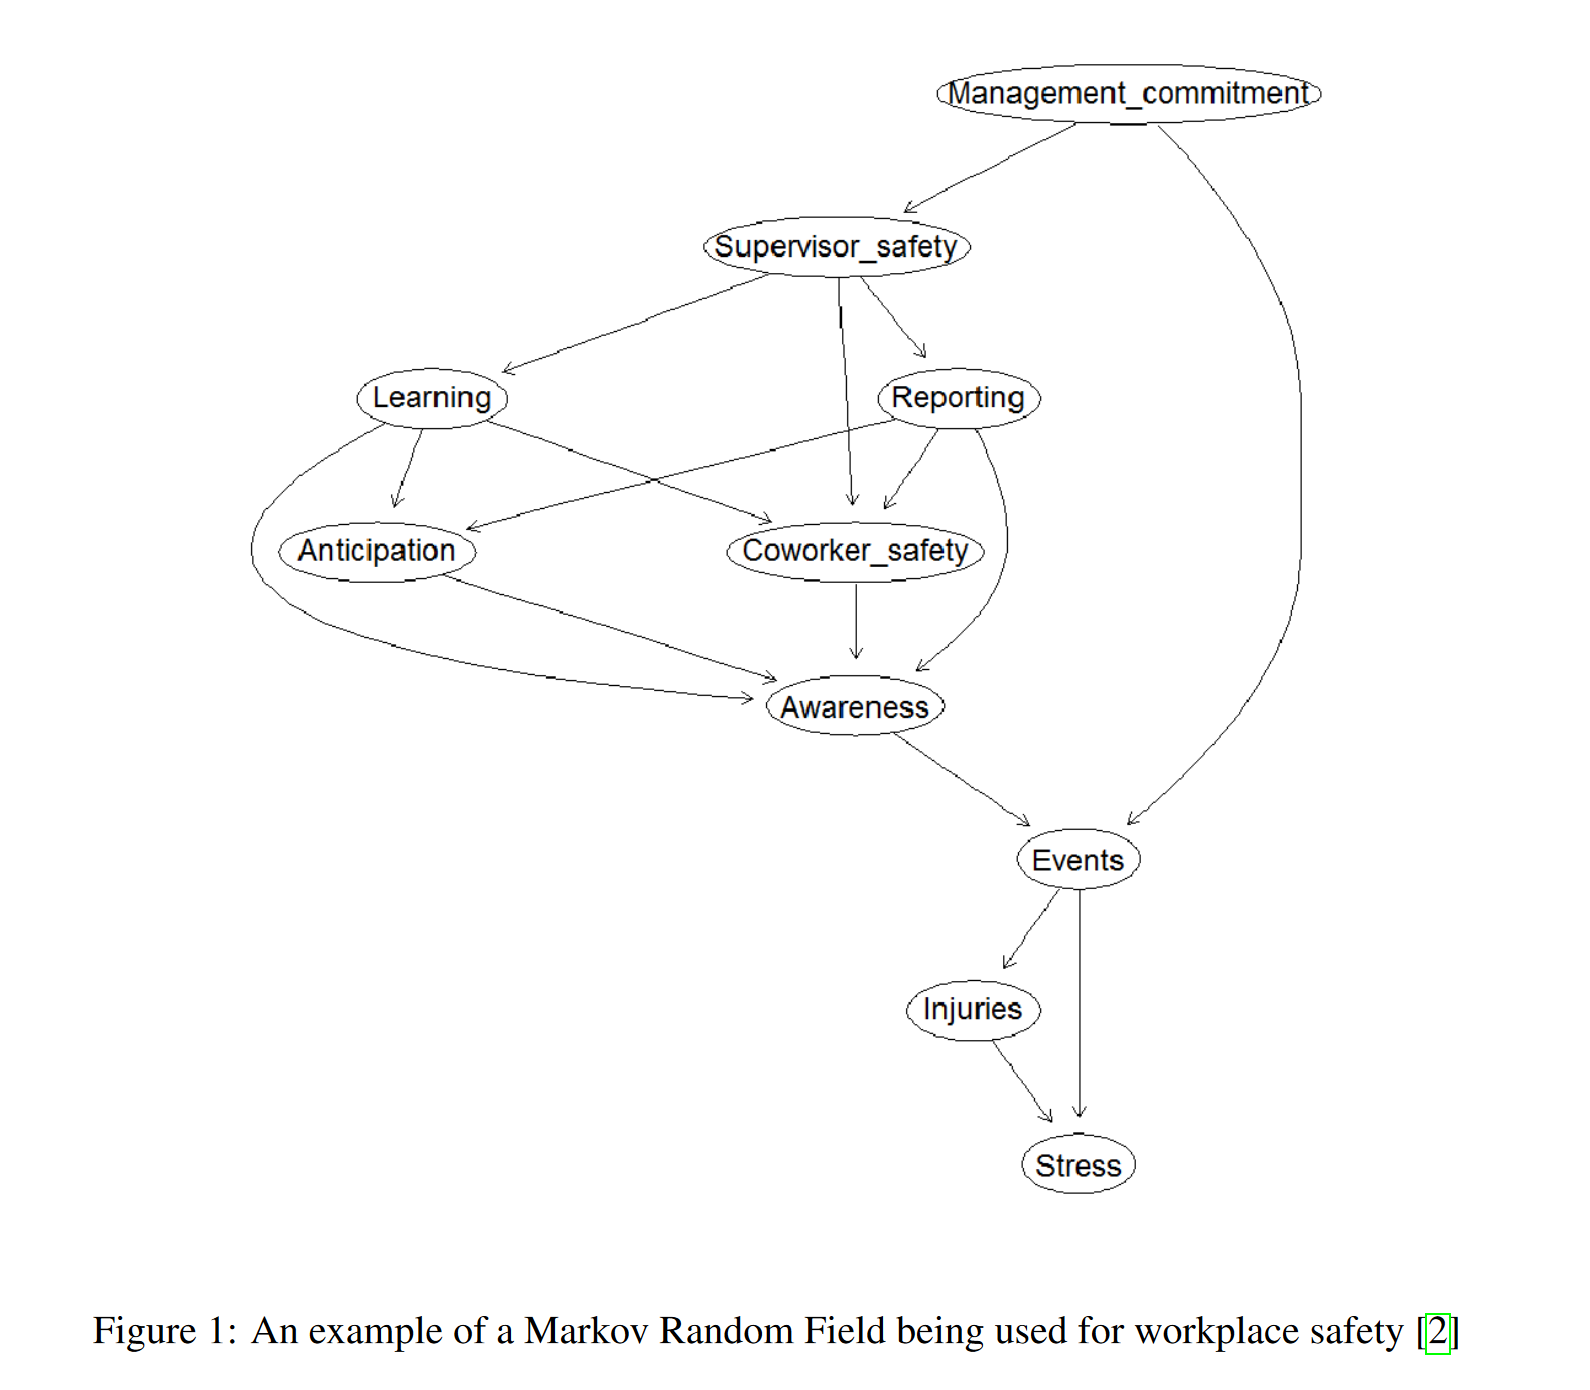 Management_commitment
Supervisor_safety
Learning
Reporting
Anticipation
Coworker_safety
Awareness
Events
Injuries
Stress
Figure 1: An example of a Markov Random Field being used for workplace safety [2]